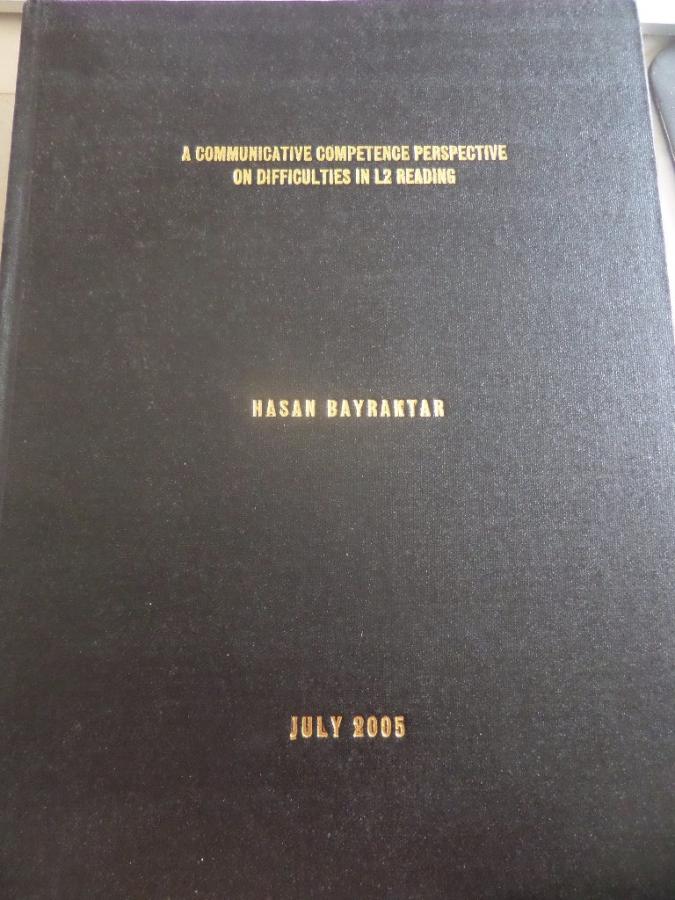 A COMMUNICATIVE COMPETENCE PERSPECTIVE
ON DIFFICULTIES IN L2 READING
HASAN BAYRAKTAR
JULY 2005